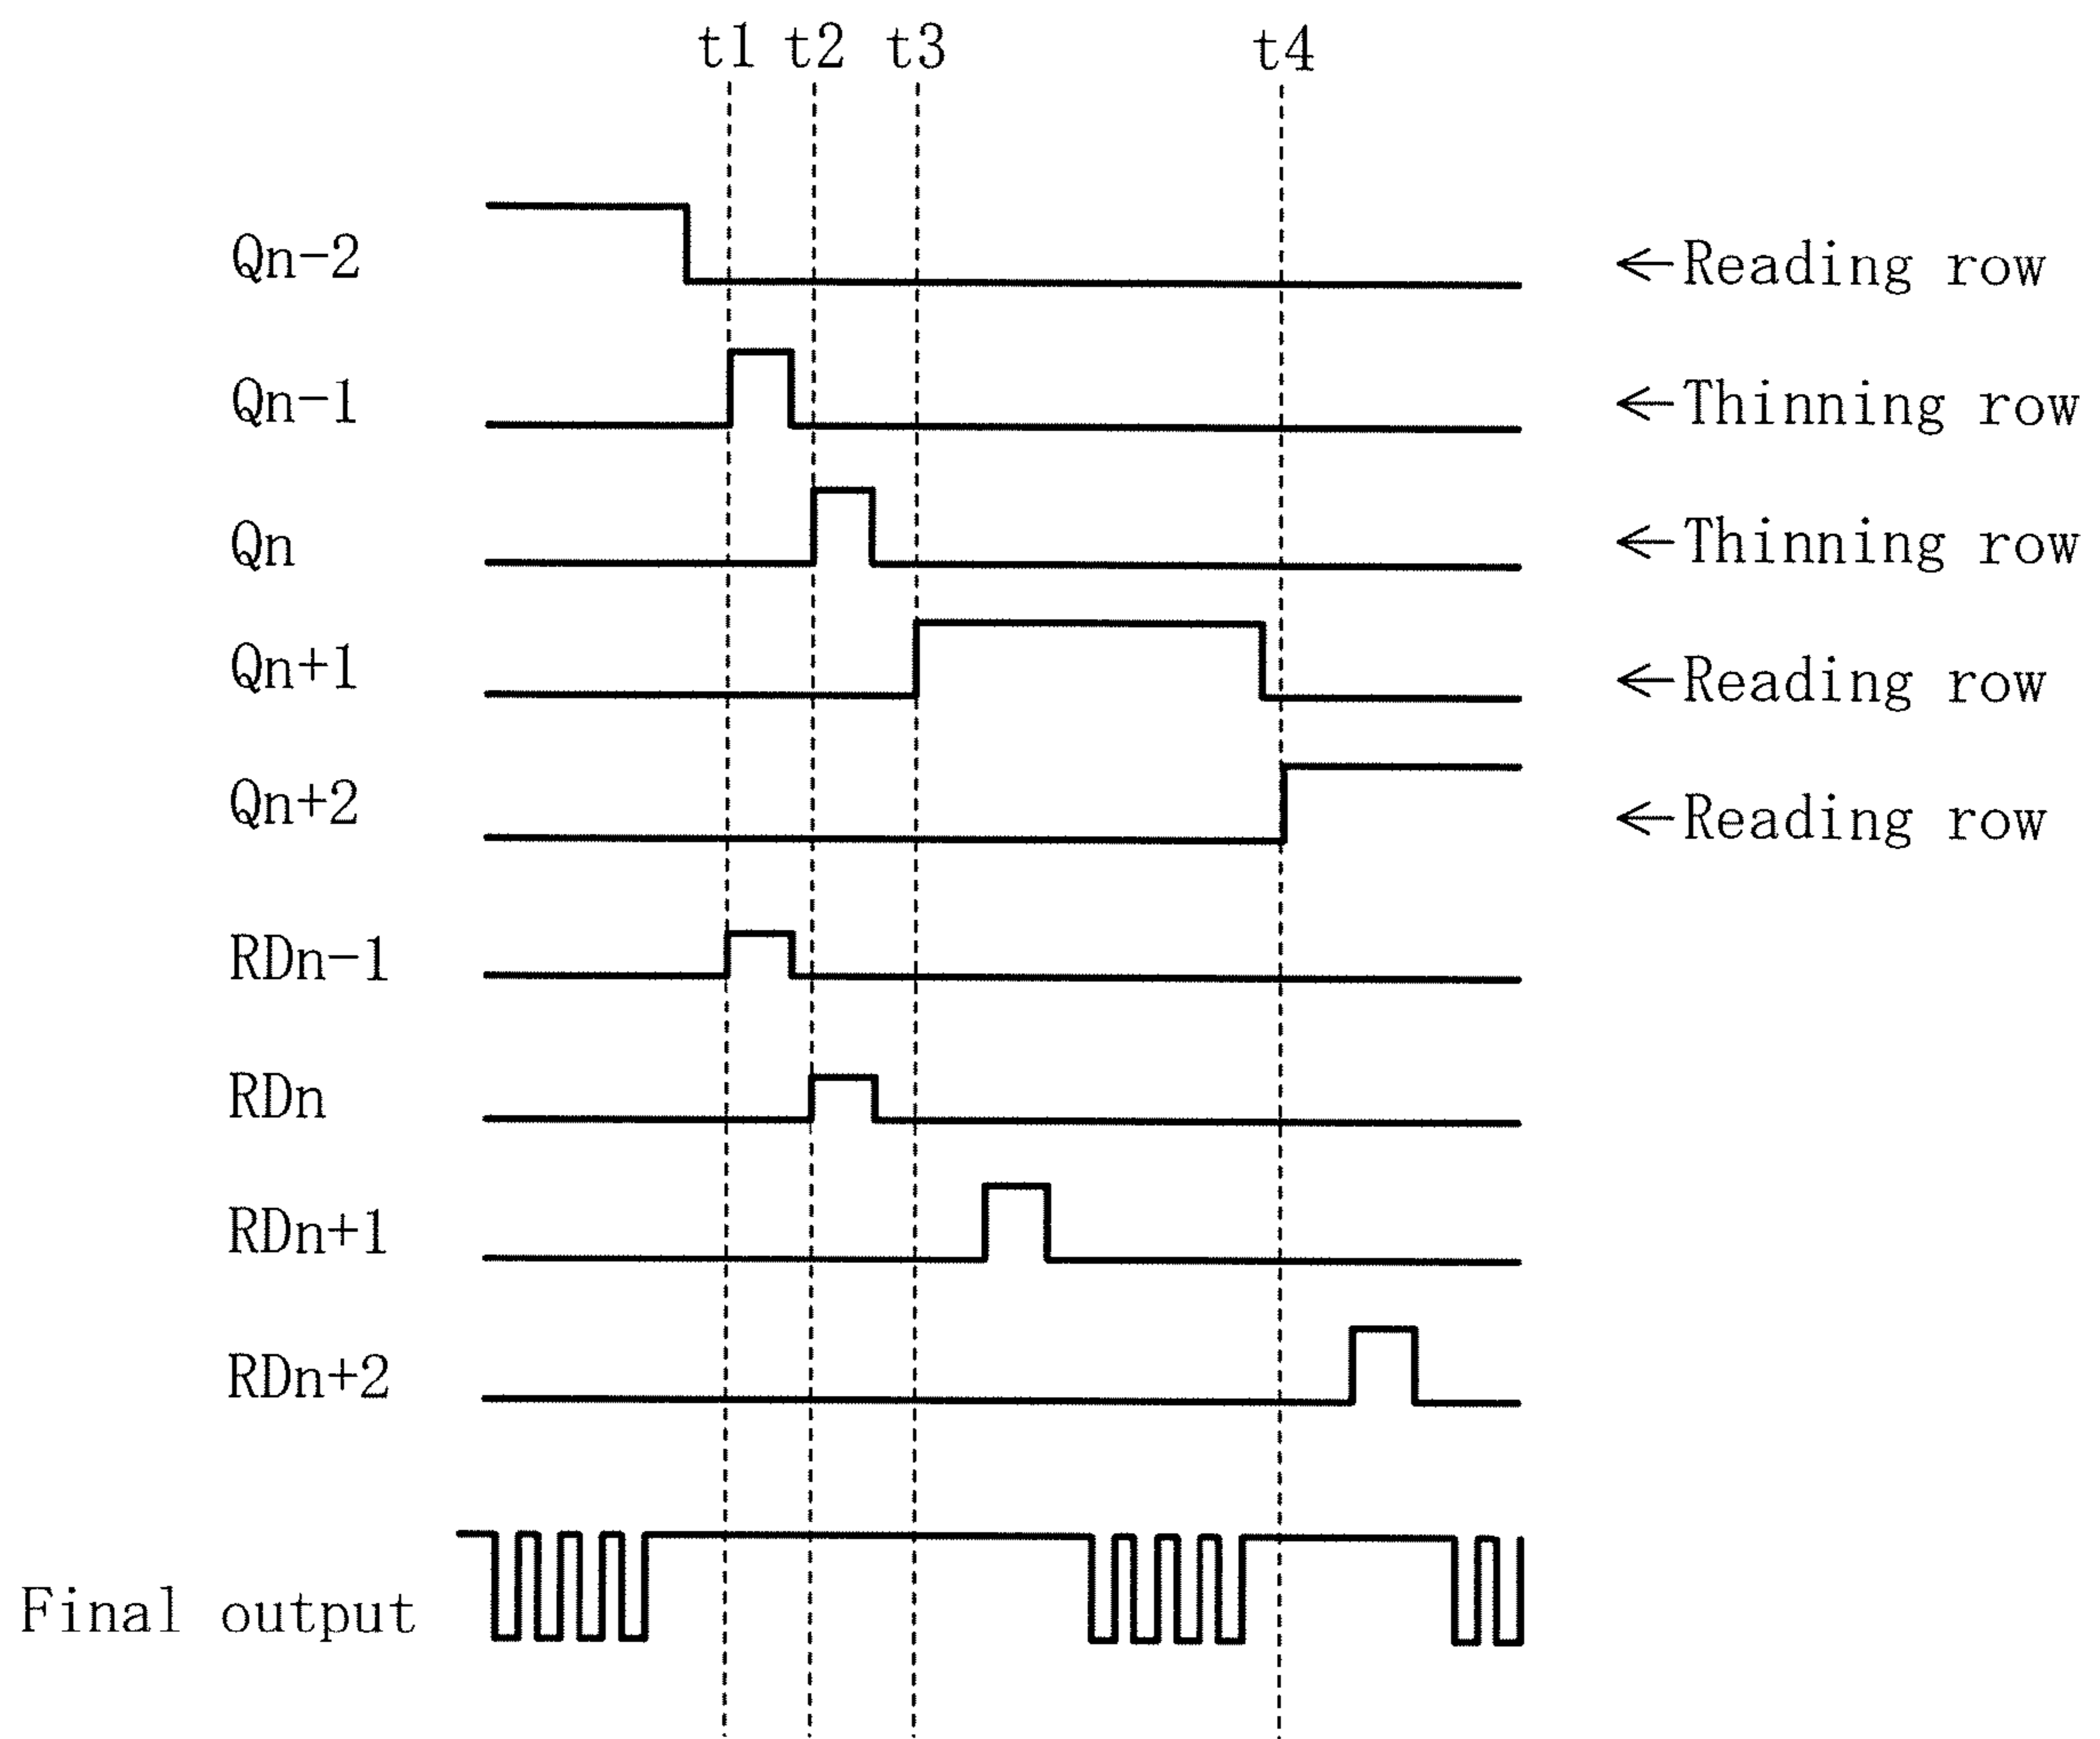 t1 t2 t3 t4
Qn-2 ←Reading row
Qn-1 ←Thinning row
Qn ←Thinning row
Qn+1 ←Reading row
Qn+2 ←Reading row
RDn-1
RDn
RDn+1
RDn+2
Final output